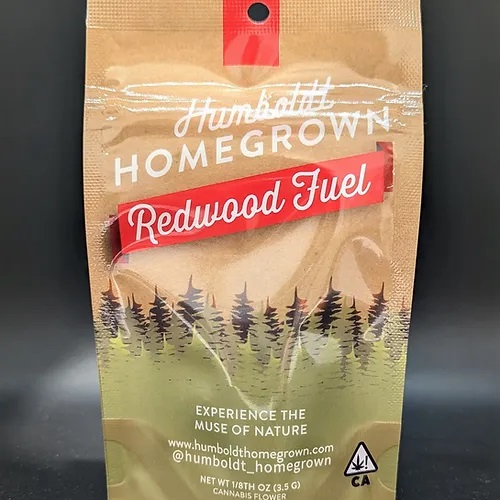 Humboldt
HOMEGROWN
Redwood Fuel
EXPERIENCE THE
MUSE OF NATURE
www.humboldthomegrown.com
@humboldt_homegrown
NET WT 1/8TH OZ (3.5 G)
CANNABIS FLOWER
CA